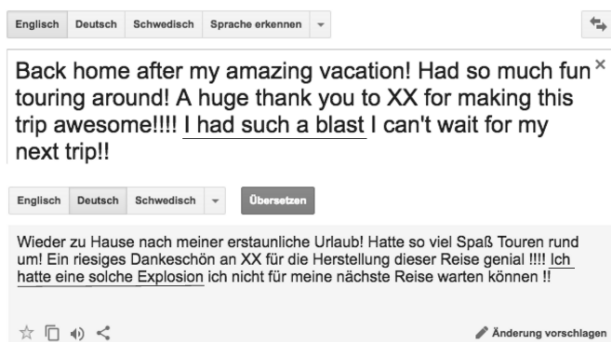 Englisch Deutsch Schwedisch Sprache erkennen
Back home after my amazing vacation! Had so much fun
touring around! A huge thank you to XX for making this
trip awesome!!!! I had such a blast I can't wait for my
next trip!!
Englisch Deutsch Schwedisch Übersetzen
Wieder zu Hause nach meiner erstaunliche Urlaub! Hatte so viel Spaß Touren rund
um! Ein riesiges Dankeschön an XX für die Herstellung dieser Reise genial !!!! Ich
hatte eine solche Explosion ich nicht für meine nächste Reise warten können !!
Änderung vorschlagen